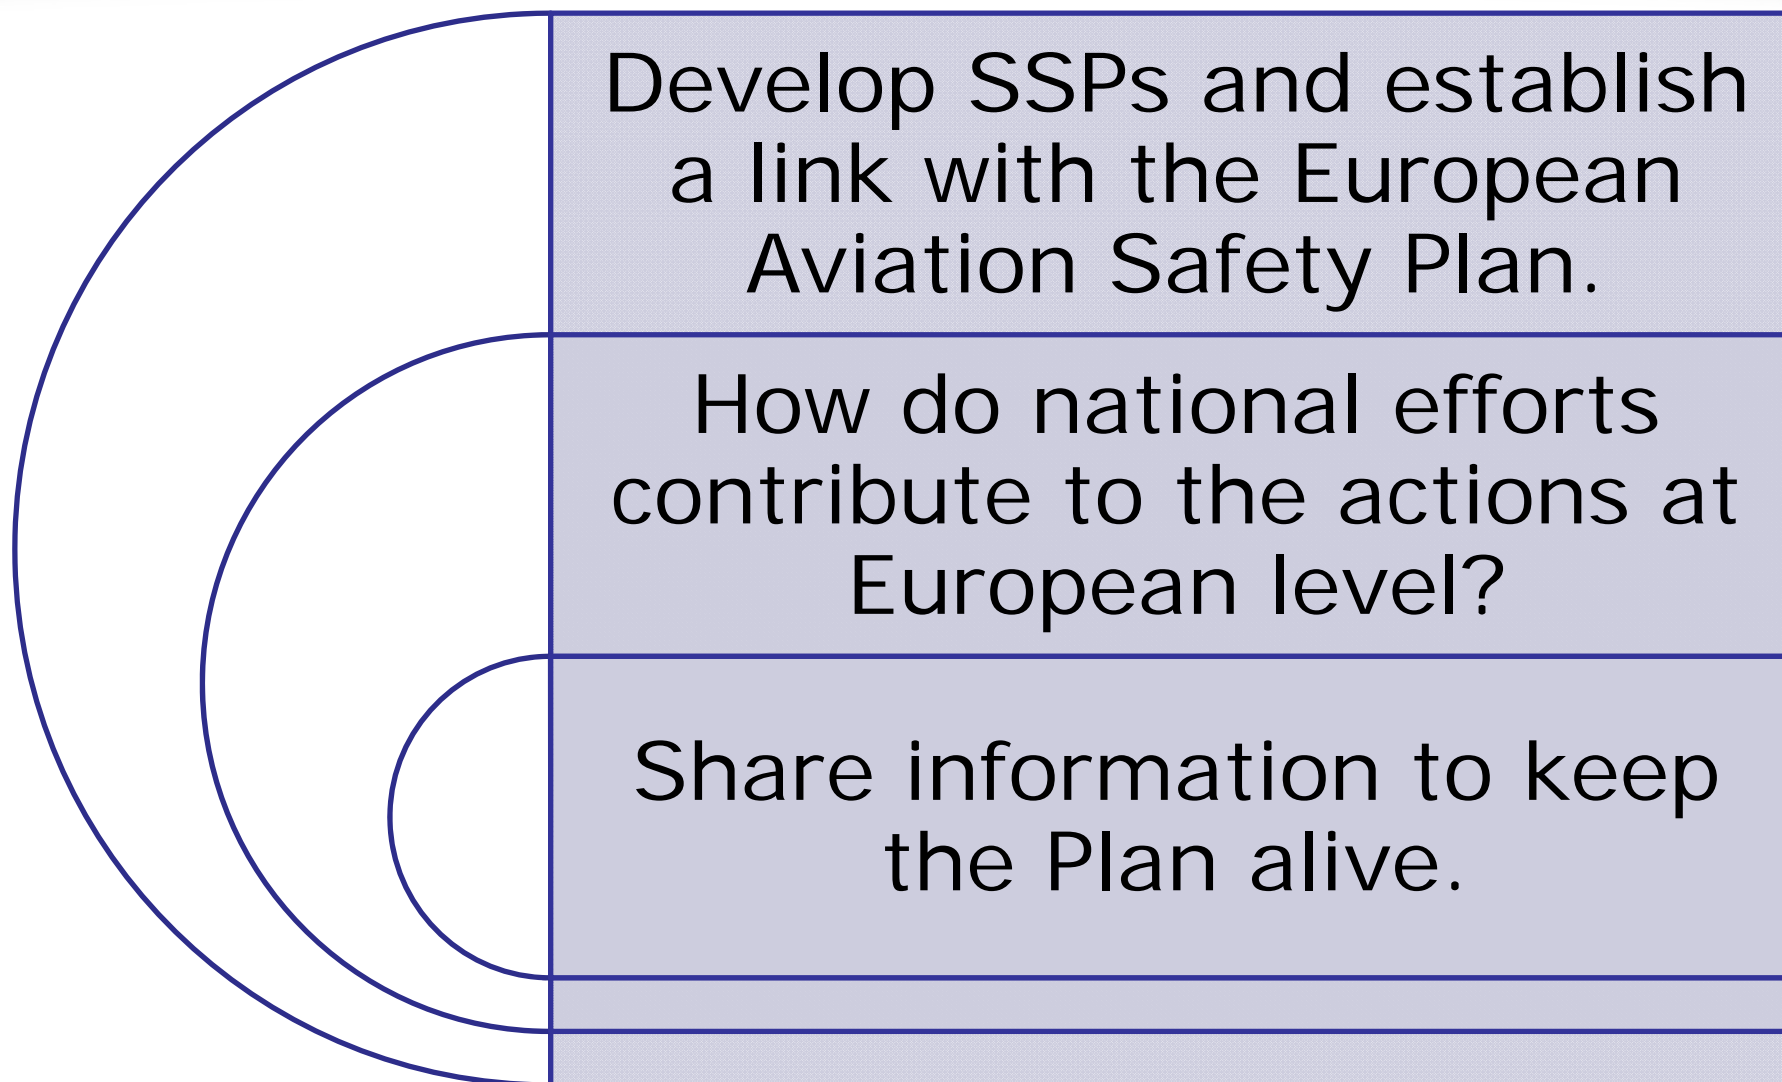 Develop SSPs and establish
a link with the European
Aviation Safety Plan.
How do national efforts
contribute to the actions at
European level?
Share information to keep
the Plan alive.